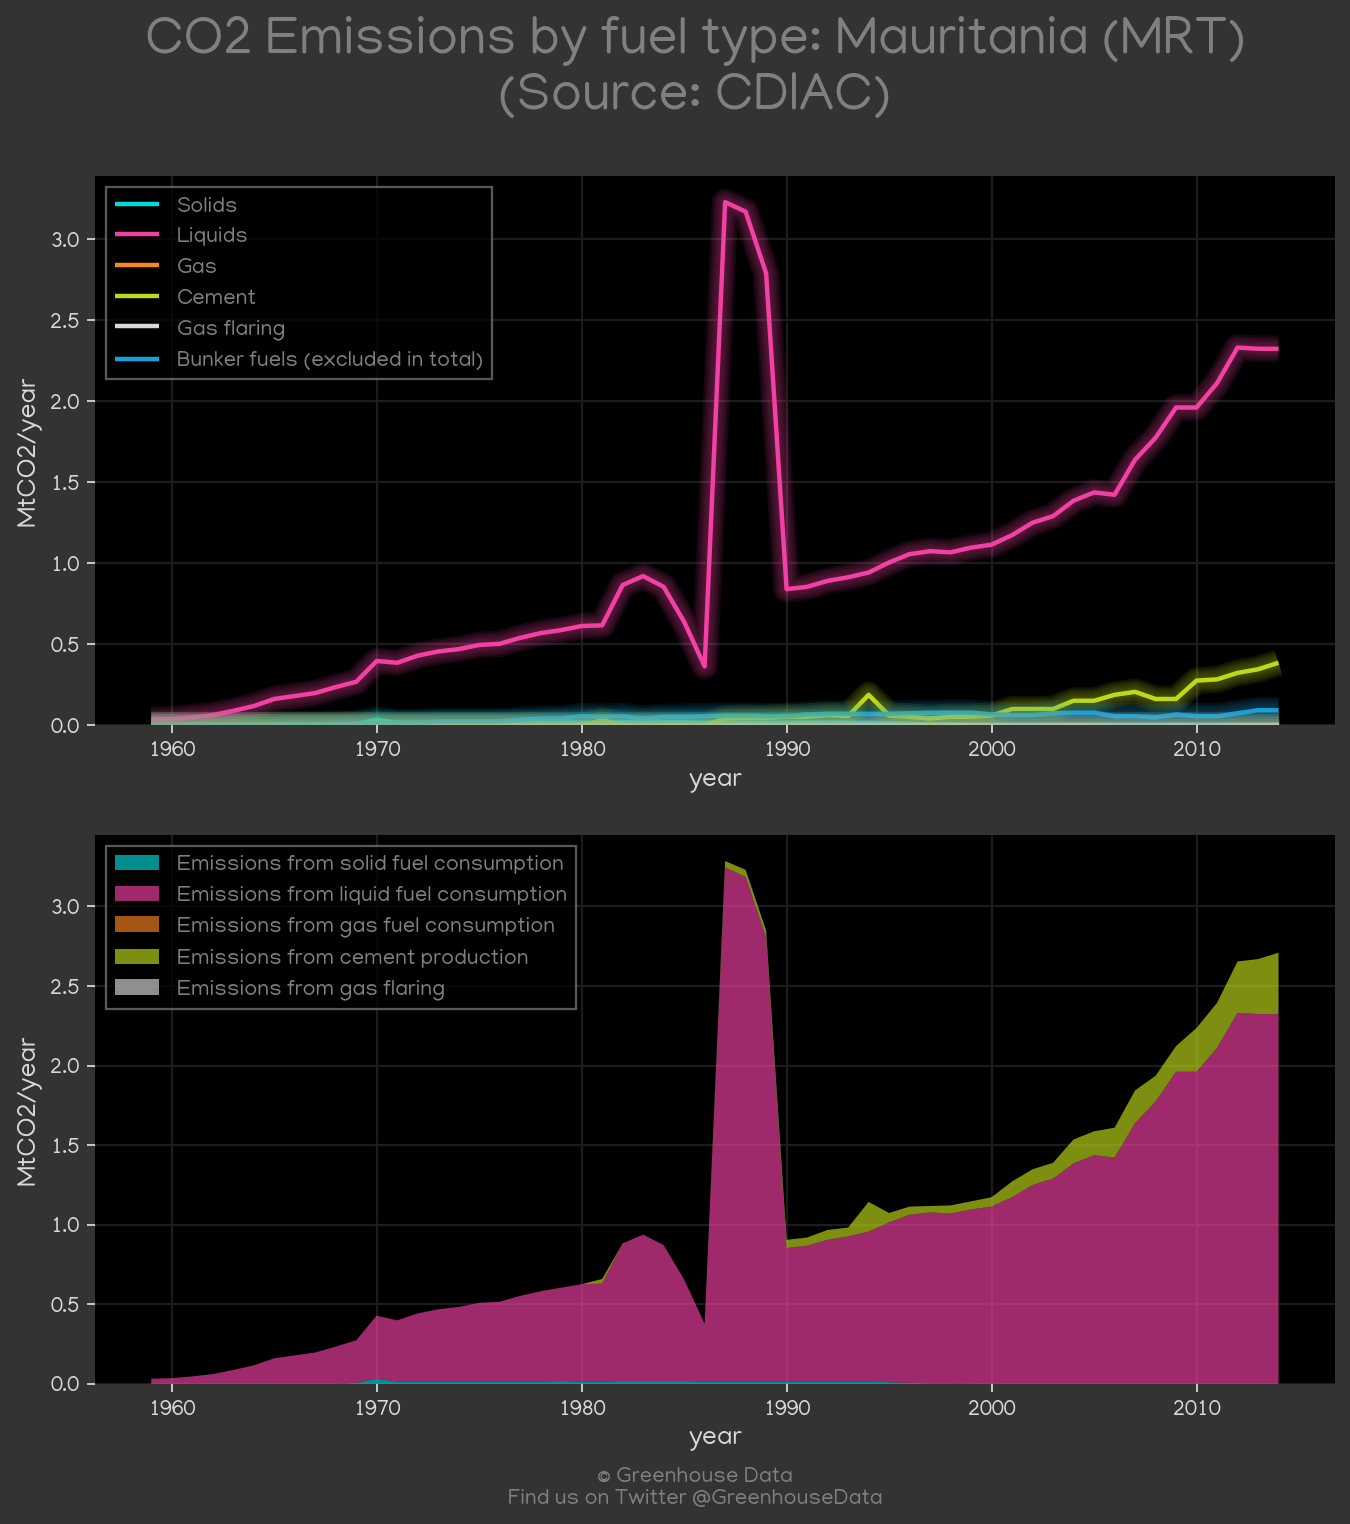 CO2 Emissions by fuel type: Mauritania (MRT)
(Source: CDIAC)
Solids
Liquids
Gas
Cement
Gas flaring
Bunker fuels (excluded in total)
MtCO2/year
3.0
2.5
2.0
1.5
1.0
0.5
0.0
1960 1970 1980 1990 2000 2010
year
Emissions from solid fuel consumption
Emissions from liquid fuel consumption
Emissions from gas fuel consumption
Emissions from cement production
Emissions from gas flaring
MtCO2/year
3.0
2.5
2.0
1.5
1.0
0.5
0.0
1960 1970 1980 1990 2000 2010
year
© Greenhouse Data
Find us on Twitter @GreenhouseData